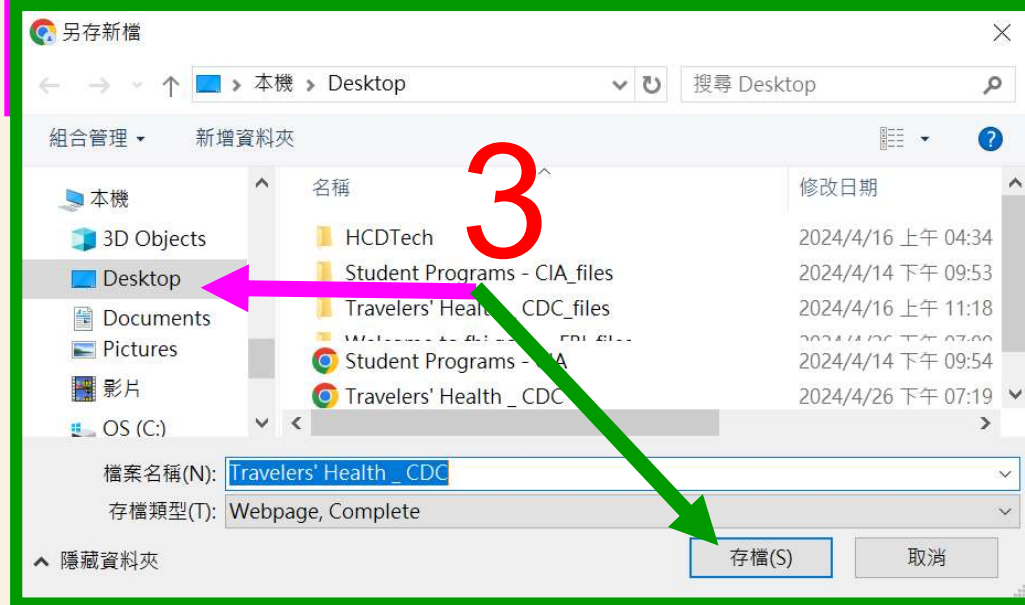 另存新檔
本機 > Desktop
搜尋 Desktop
組合管理
新增資料夾
3
名稱
修改日期
本機
3D Objects
Desktop
Documents
Pictures
影片
OS (C:)
HCDTech 2024/4/16 上午 04:34
Student Programs - CIA_files 2024/4/14 下午 09:53
Travelers' Health _ CDC_files 2024/4/16 上午 11:18
Student Programs - CIA 2024/4/14 下午 09:54
Travelers' Health _ CDC 2024/4/26 下午 07:19
檔案名稱(N): Travelers' Health _ CDC
存檔類型(T): Webpage, Complete
隱藏資料夾
存檔(S)
取消